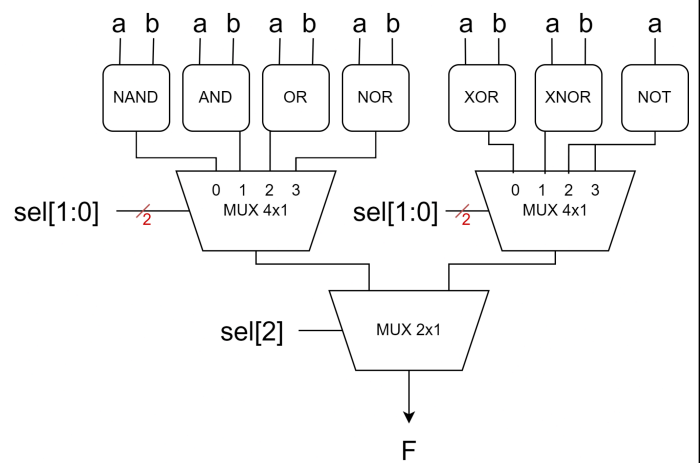 a b a b a b a b a b a b a
NAND AND OR NOR XOR XNOR NOT
0 1 2 3 0 1 2 3
sel[1:0] 2 MUX 4x1 sel[1:0] 2 MUX 4x1
sel[2] MUX 2x1
F